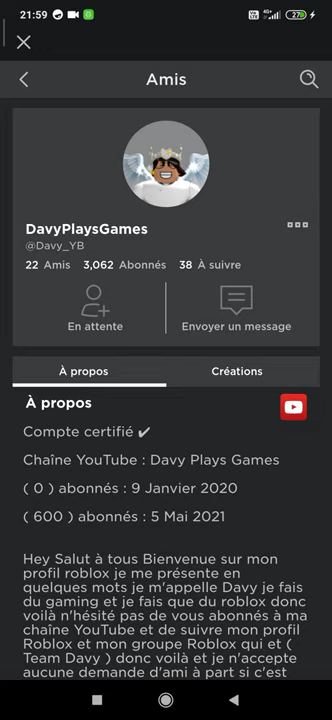 21:59
4G+
27
Amis
DavyPlaysGames
@Davy_YB
22 Amis 3,062 Abonnés 38 À suivre
En attente
Envoyer un message
À propos
Créations
À propos
Compte certifié ✔
Chaîne YouTube : Davy Plays Games
( 0 ) abonnés : 9 Janvier 2020
( 600 ) abonnés : 5 Mai 2021
Hey Salut à tous Bienvenue sur mon
profil roblox je me présente en
quelques mots je m'appelle Davy je fais
du gaming et je fais que du roblox donc
voilà n'hésité pas de vous abonnés à ma
chaîne YouTube et de suivre mon profil
Roblox et mon groupe Roblox qui et (
Team Davy ) donc voilà et je n'accepte
aucune demande d'ami à part si c'est